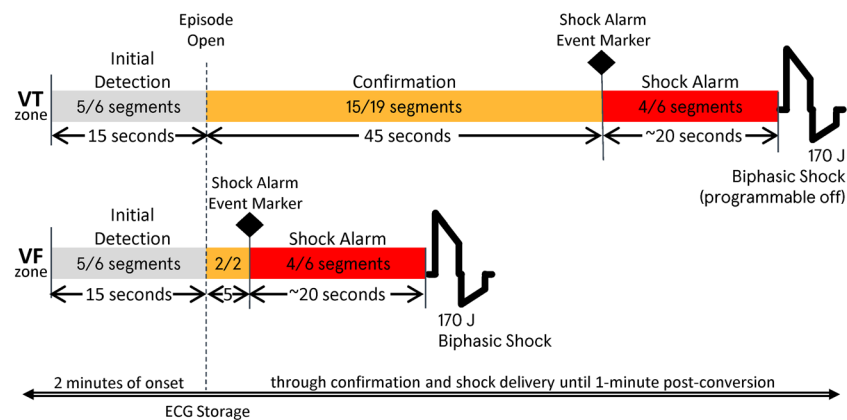 Episode
Open
Shock Alarm
Event Marker
Initial
Detection
Confirmation
Shock Alarm
VT
zone
5/6 segments
15/19 segments
4/6 segments
15 seconds
45 seconds
~20 seconds
170 J
Biphasic Shock
(programmable off)
Shock Alarm
Event Marker
Initial
Detection
Shock Alarm
VF
zone
5/6 segments
2/2
4/6 segments
15 seconds
5
~20 seconds
170 J
Biphasic Shock
2 minutes of onset
through confirmation and shock delivery until 1-minute post-conversion
ECG Storage